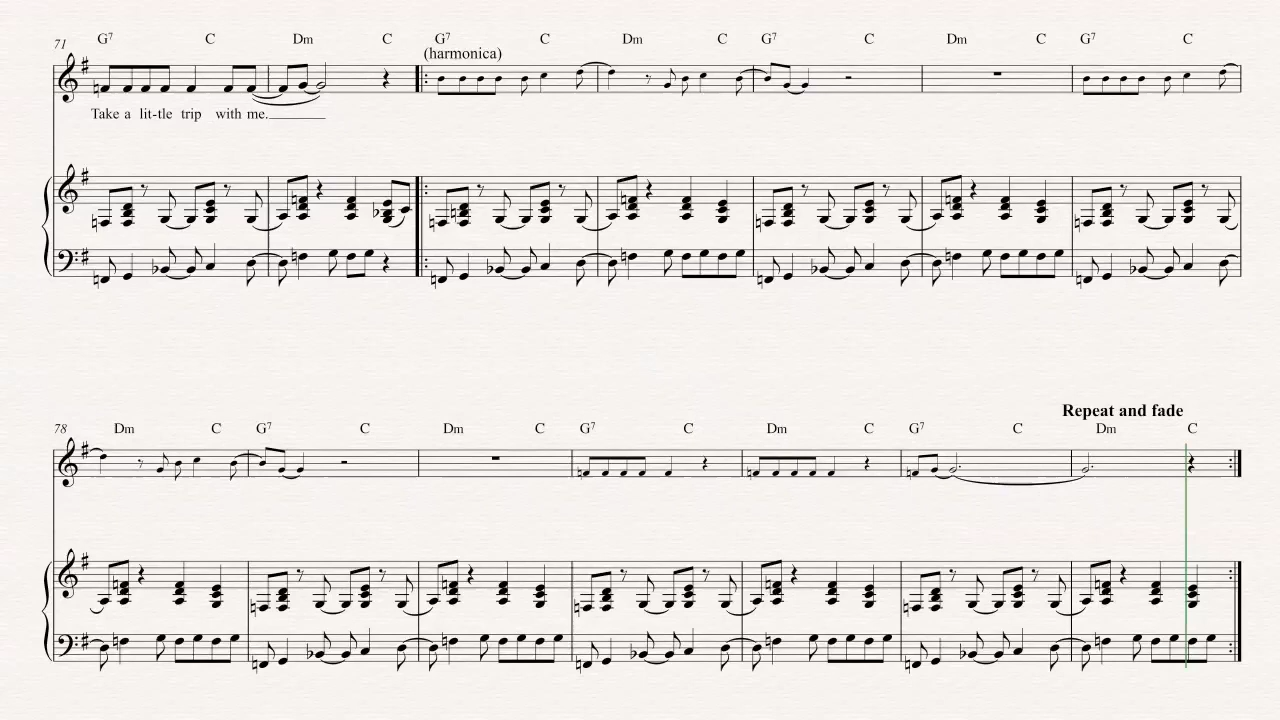 71 G7 C Dm C G7 C Dm C G7 C Dm C G7 C
(harmonica)
Take a lit-tle trip with me.
Repeat and fade
78 Dm C G7 C Dm C G7 C Dm C G7 C Dm C